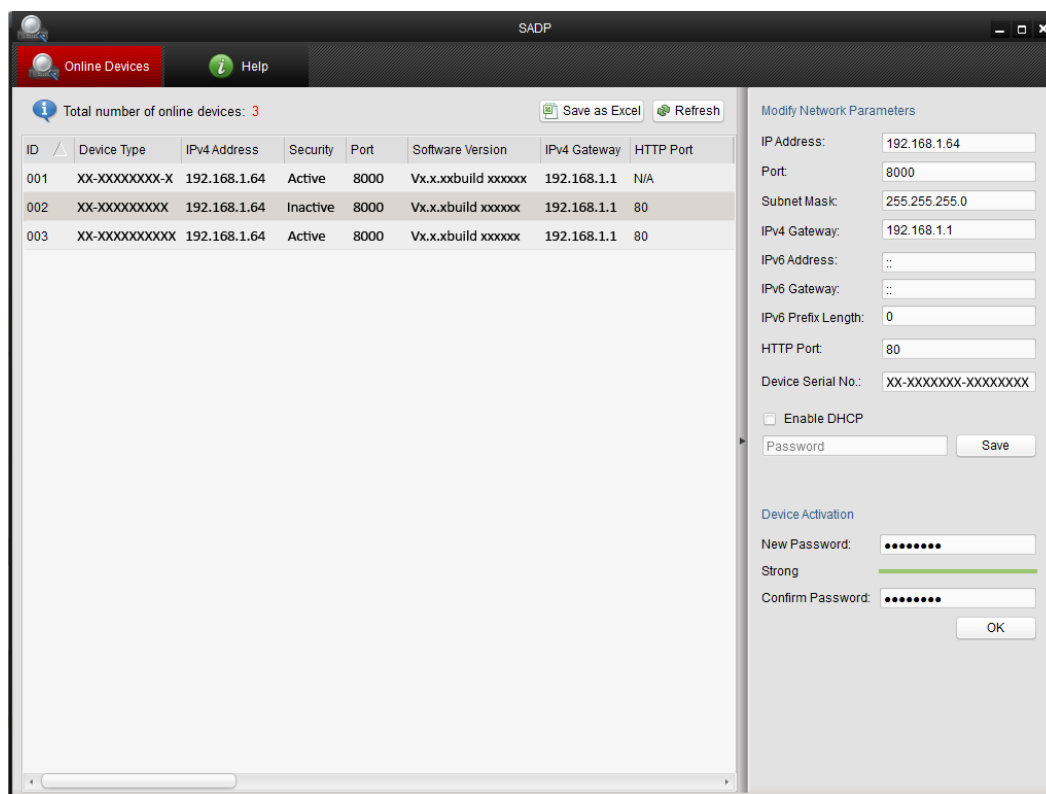 SADP
Online Devices Help
Total number of online devices: 3 Save as Excel Refresh
ID Device Type IPv4 Address Security Port Software Version IPv4 Gateway HTTP Port
001 XX-XXXXXXXX-X 192.168.1.64 Active 8000 Vx.x.xxbuild xxxxxx 192.168.1.1 N/A
002 XX-XXXXXXXXX 192.168.1.64 Inactive 8000 Vx.x.xbuild xxxxxx 192.168.1.1 80
003 XX-XXXXXXXXXX 192.168.1.64 Active 8000 Vx.x.xbuild xxxxxx 192.168.1.1 80
Modify Network Parameters
IP Address: 192.168.1.64
Port: 8000
Subnet Mask: 255.255.255.0
IPv4 Gateway: 192.168.1.1
IPv6 Address: ::
IPv6 Gateway: ::
IPv6 Prefix Length: 0
HTTP Port: 80
Device Serial No.: XX-XXXXXXX-XXXXXXXX
Enable DHCP
Password Save
Device Activation
New Password: ●●●●●●●●
Strong
Confirm Password: ●●●●●●●●
OK